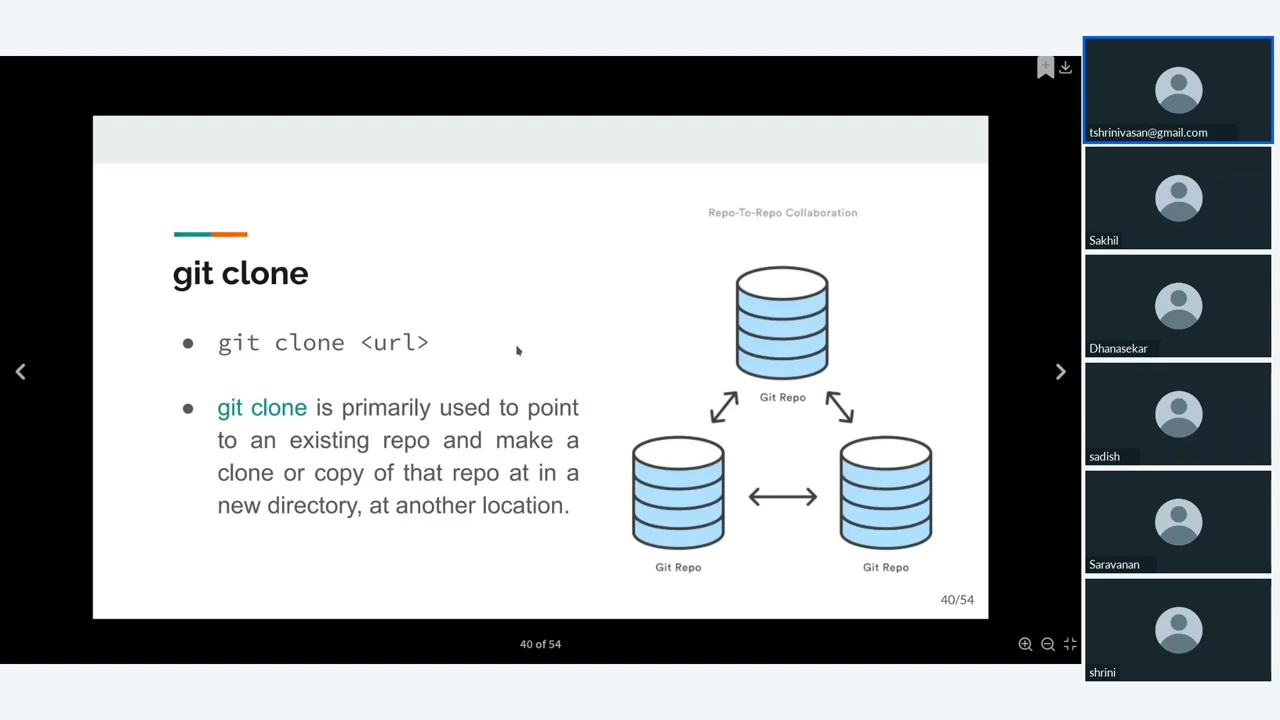 Repo-To-Repo Collaboration
git clone
git clone <url>
git clone is primarily used to point
to an existing repo and make a
clone or copy of that repo at in a
new directory, at another location.
Git Repo
Git Repo
Git Repo
40/54
40 of 54
tshrinivasan@gmail.com
Sakhil
Dhanasekar
sadish
Saravanan
shrini